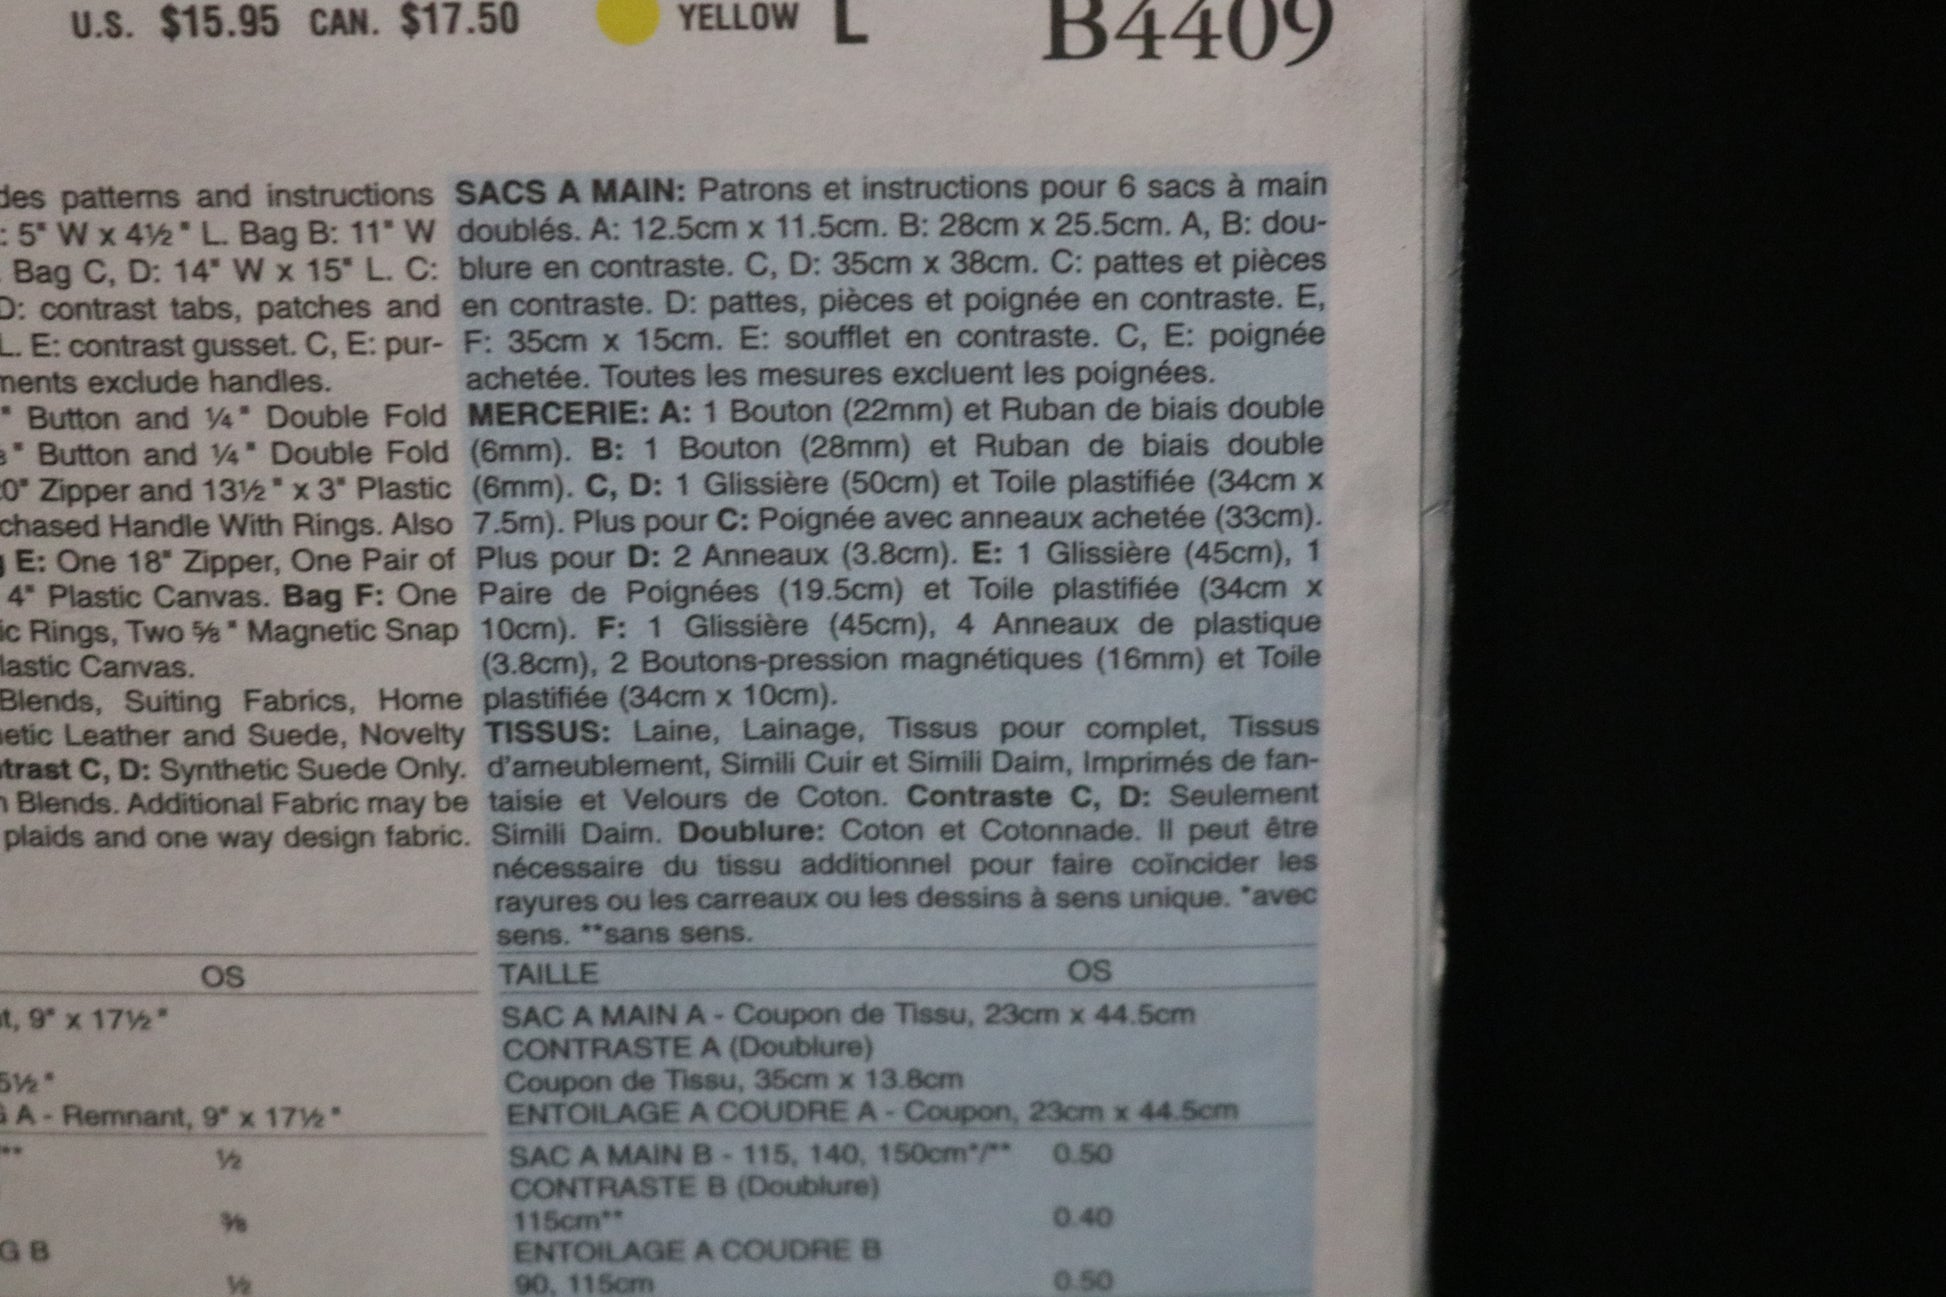 U.S. $15.95 CAN. $17.50 YELLOW L B4409
des patterns and instructions
: 5" W x 4½" L. Bag B: 11" W
. Bag C, D: 14" W x 15" L. C:
D: contrast tabs, patches and
L. E: contrast gusset. C, E: pur-
ments exclude handles.
" Button and ¼" Double Fold
" Button and ¼" Double Fold
0" Zipper and 13½" x 3" Plastic
chased Handle With Rings. Also
E: One 18" Zipper, One Pair of
4" Plastic Canvas. Bag F: One
ic Rings, Two ⅝" Magnetic Snap
lastic Canvas.
Blends, Suiting Fabrics, Home
etic Leather and Suede, Novelty
trast C, D: Synthetic Suede Only.
n Blends. Additional Fabric may be
plaids and one way design fabric.
OS
t, 9" x 17½"
5½"
G A - Remnant, 9" x 17½"
** ½
⅜
G B
½
SACS A MAIN: Patrons et instructions pour 6 sacs à main
doublés. A: 12.5cm x 11.5cm. B: 28cm x 25.5cm. A, B: dou-
blure en contraste. C, D: 35cm x 38cm. C: pattes et pièces
en contraste. D: pattes, pièces et poignée en contraste. E,
F: 35cm x 15cm. E: soufflet en contraste. C, E: poignée
achetée. Toutes les mesures excluent les poignées.
MERCERIE: A: 1 Bouton (22mm) et Ruban de biais double
(6mm). B: 1 Bouton (28mm) et Ruban de biais double
(6mm). C, D: 1 Glissière (50cm) et Toile plastifiée (34cm x
7.5m). Plus pour C: Poignée avec anneaux achetée (33cm).
Plus pour D: 2 Anneaux (3.8cm). E: 1 Glissière (45cm), 1
Paire de Poignées (19.5cm) et Toile plastifiée (34cm x
10cm). F: 1 Glissière (45cm), 4 Anneaux de plastique
(3.8cm), 2 Boutons-pression magnétiques (16mm) et Toile
plastifiée (34cm x 10cm).
TISSUS: Laine, Lainage, Tissus pour complet, Tissus
d'ameublement, Simili Cuir et Simili Daim, Imprimés de fan-
taisie et Velours de Coton. Contraste C, D: Seulement
Simili Daim. Doublure: Coton et Cotonnade. Il peut être
nécessaire du tissu additionnel pour faire coïncider les
rayures ou les carreaux ou les dessins à sens unique. *avec
sens. **sans sens.
TAILLE OS
SAC A MAIN A - Coupon de Tissu, 23cm x 44.5cm
CONTRASTE A (Doublure)
Coupon de Tissu, 35cm x 13.8cm
ENTOILAGE A COUDRE A - Coupon, 23cm x 44.5cm
SAC A MAIN B - 115, 140, 150cm*/** 0.50
CONTRASTE B (Doublure)
115cm** 0.40
ENTOILAGE A COUDRE B
90, 115cm 0.50